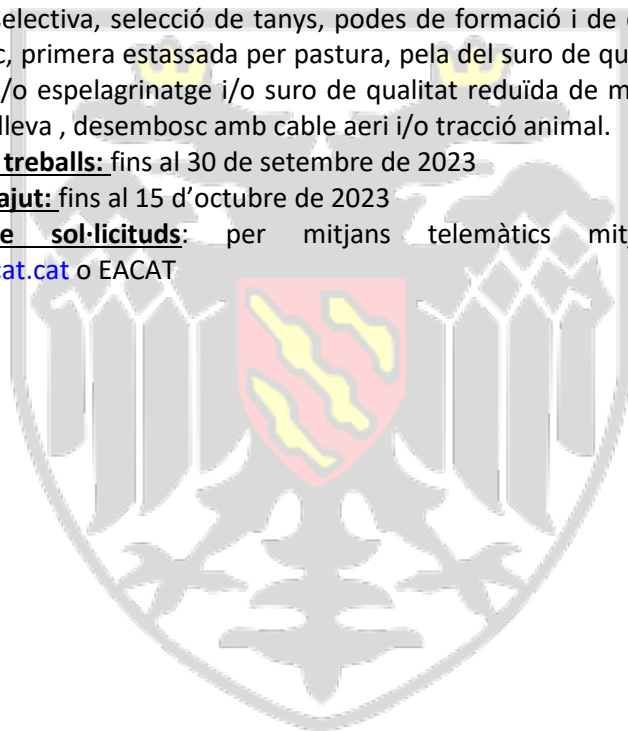 selectiva, selecció de tanys, podes de formació i de
c, primera estassada per pastura, pela del suro de qu
/o espelagrinatge i/o suro de qualitat reduïda de m
lleva , desembosc amb cable aeri i/o tracció animal.
treballs: fins al 30 de setembre de 2023
ajut: fins al 15 d'octubre de 2023
e sol·licituds: per mitjans telemàtics mitj
at.cat o EACAT